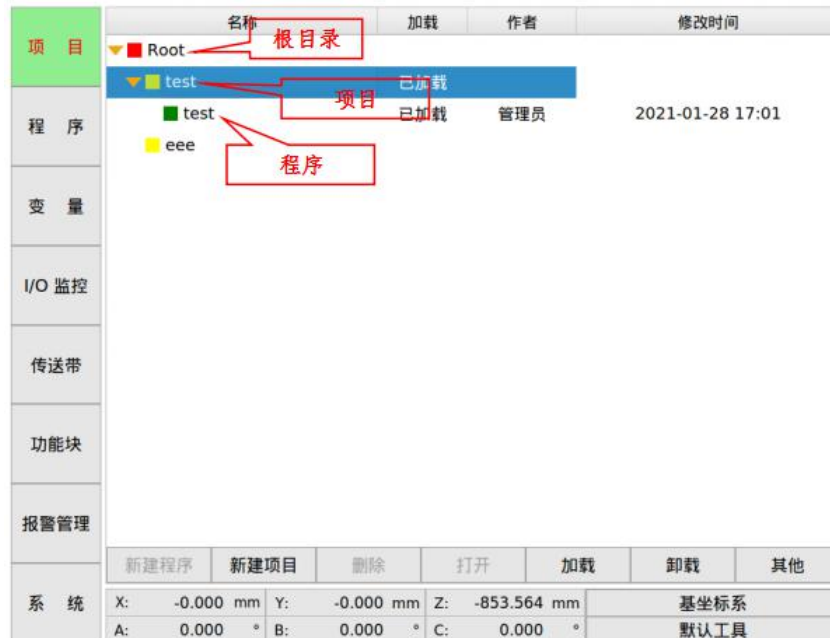 名称 加载 作者 修改时间
项 目
Root 根目录
test 已加载
项目
test 已加载 管理员 2021-01-28 17:01
程 序
eee
程序
变 量
I/O 监控
传送带
功能块
报警管理
新建程序 新建项目 删除 打开 加载 卸载 其他
系 统
X: -0.000 mm Y: -0.000 mm Z: -853.564 mm 基坐标系
A: 0.000 ° B: 0.000 ° C: 0.000 ° 默认工具